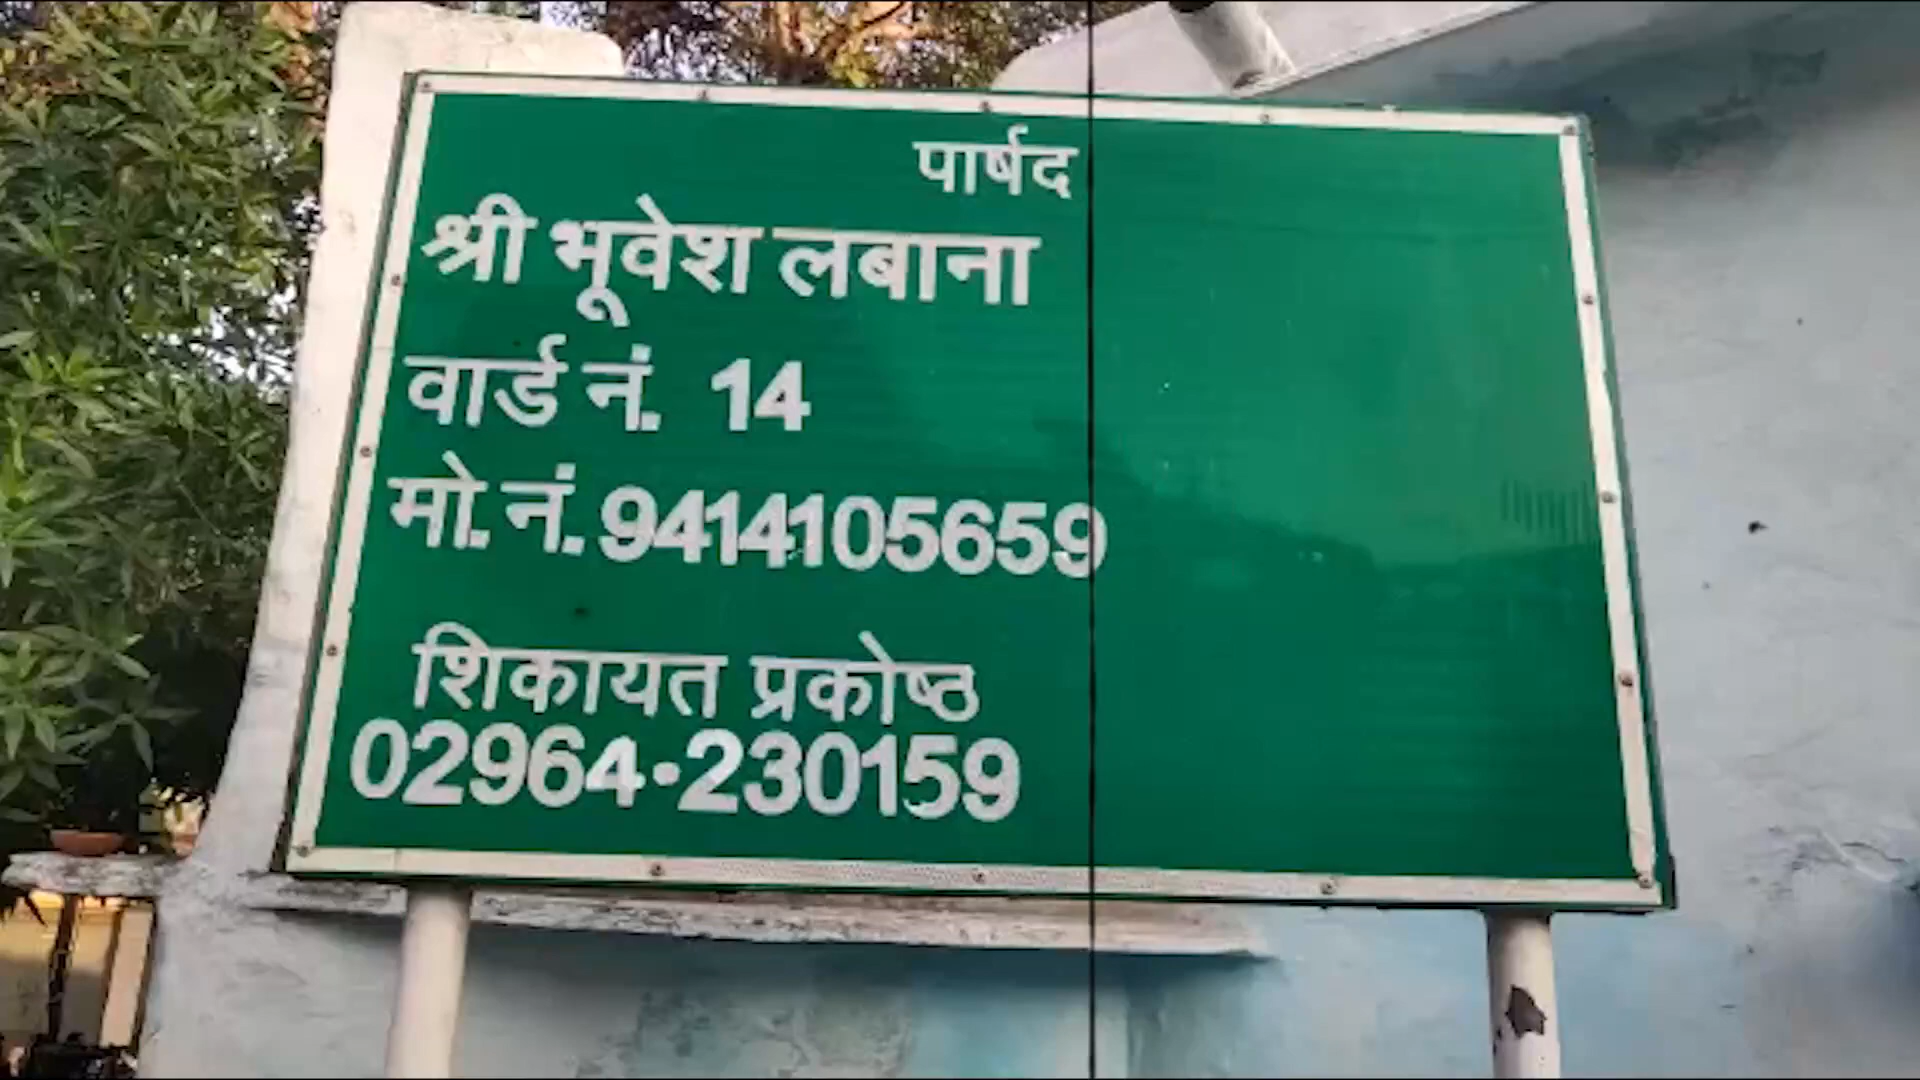 पार्षद
श्री भूवेश लबाना
वार्ड नं. 14
मो. नं. 9414105659
शिकायत प्रकोष्ठ
02964-230159